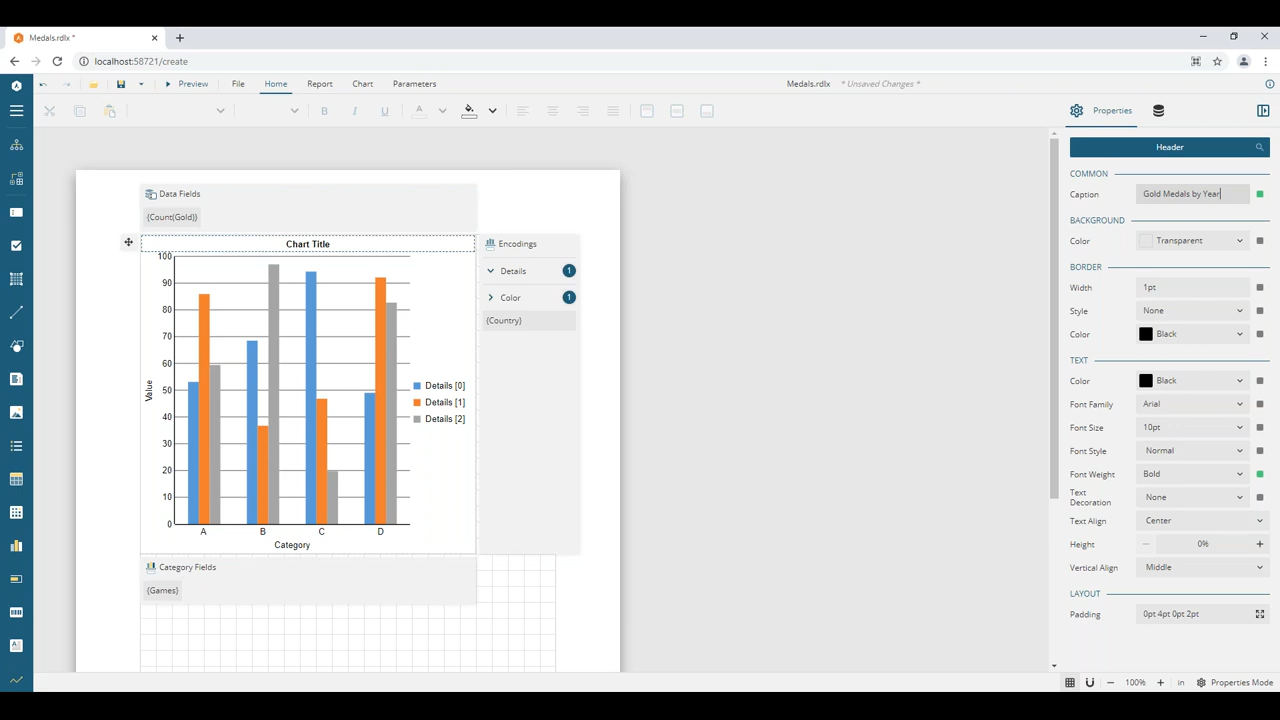 Medals.rdlx *
localhost:58721/create
Preview File Home Report Chart Parameters Medals.rdlx * Unsaved Changes *
Properties
Data Fields
{Count(Gold)}
Chart Title
100
90
80
70
60
50
40
30
20
10
0
Value
A B C D
Category
Details [0]
Details [1]
Details [2]
Encodings
Details 1
Color 1
{Country}
Category Fields
{Games}
Header
COMMON
Caption Gold Medals by Year
BACKGROUND
Color Transparent
BORDER
Width 1pt
Style None
Color Black
TEXT
Color Black
Font Family Arial
Font Size 10pt
Font Style Normal
Font Weight Bold
Text Decoration None
Text Align Center
Height 0%
Vertical Align Middle
LAYOUT
Padding 0pt 4pt 0pt 2pt
100% in Properties Mode
B I U A